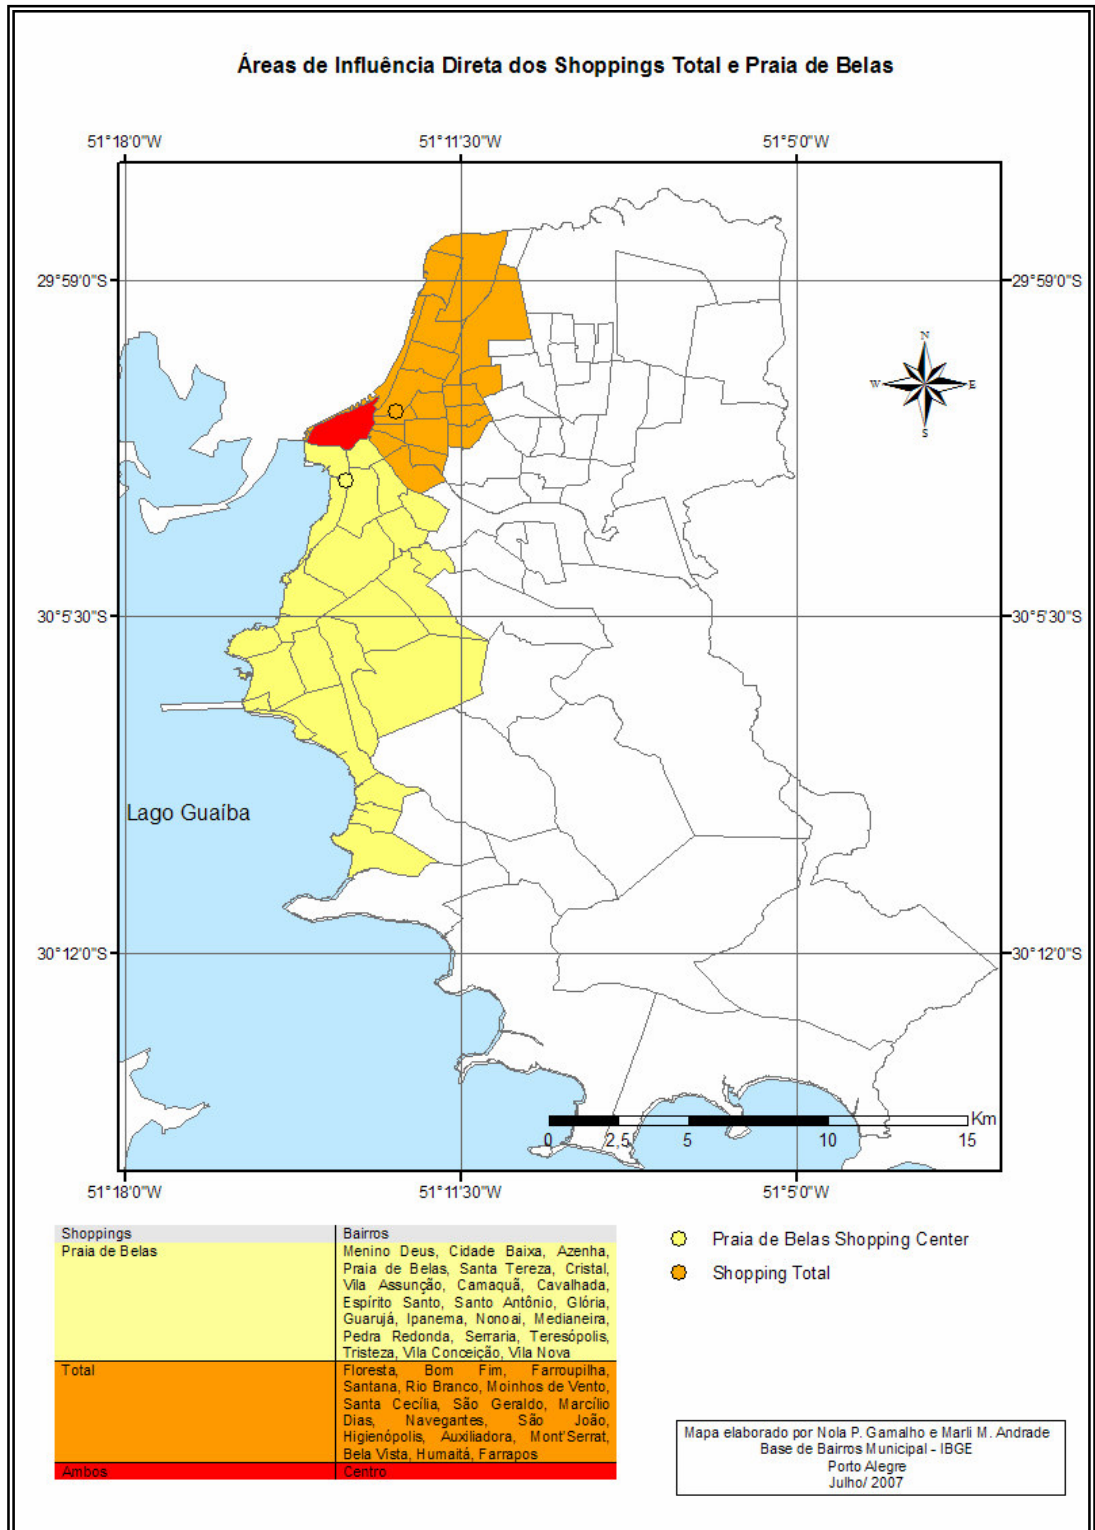 Áreas de Influência Direta dos Shoppings Total e Praia de Belas
51°18'0"W 51°11'30"W 51°5'0"W
29°59'0"S 29°59'0"S
N
W E
S
30°5'30"S 30°5'30"S
Lago Guaíba
30°12'0"S 30°12'0"S
Km
0 2,5 5 10 15
51°18'0"W 51°11'30"W 51°5'0"W
Shoppings Bairros
Praia de Belas Menino Deus, Cidade Baixa, Azenha,
Praia de Belas, Santa Tereza, Cristal,
Vila Assunção, Camaquã, Cavalhada,
Espírito Santo, Santo Antônio, Glória,
Guarujá, Ipanema, Nonoai, Medianeira,
Pedra Redonda, Serraria, Teresópolis,
Tristeza, Vila Conceição, Vila Nova
Total Floresta, Bom Fim, Farroupilha,
Santana, Rio Branco, Moinhos de Vento,
Santa Cecília, São Geraldo, Marcílio
Dias, Navegantes, São João,
Higienópolis, Auxiliadora, Mont'Serrat,
Bela Vista, Humaitá, Farrapos
Ambos Centro
Praia de Belas Shopping Center
Shopping Total
Mapa elaborado por Nola P. Gamalho e Marli M. Andrade
Base de Bairros Municipal - IBGE
Porto Alegre
Julho/ 2007